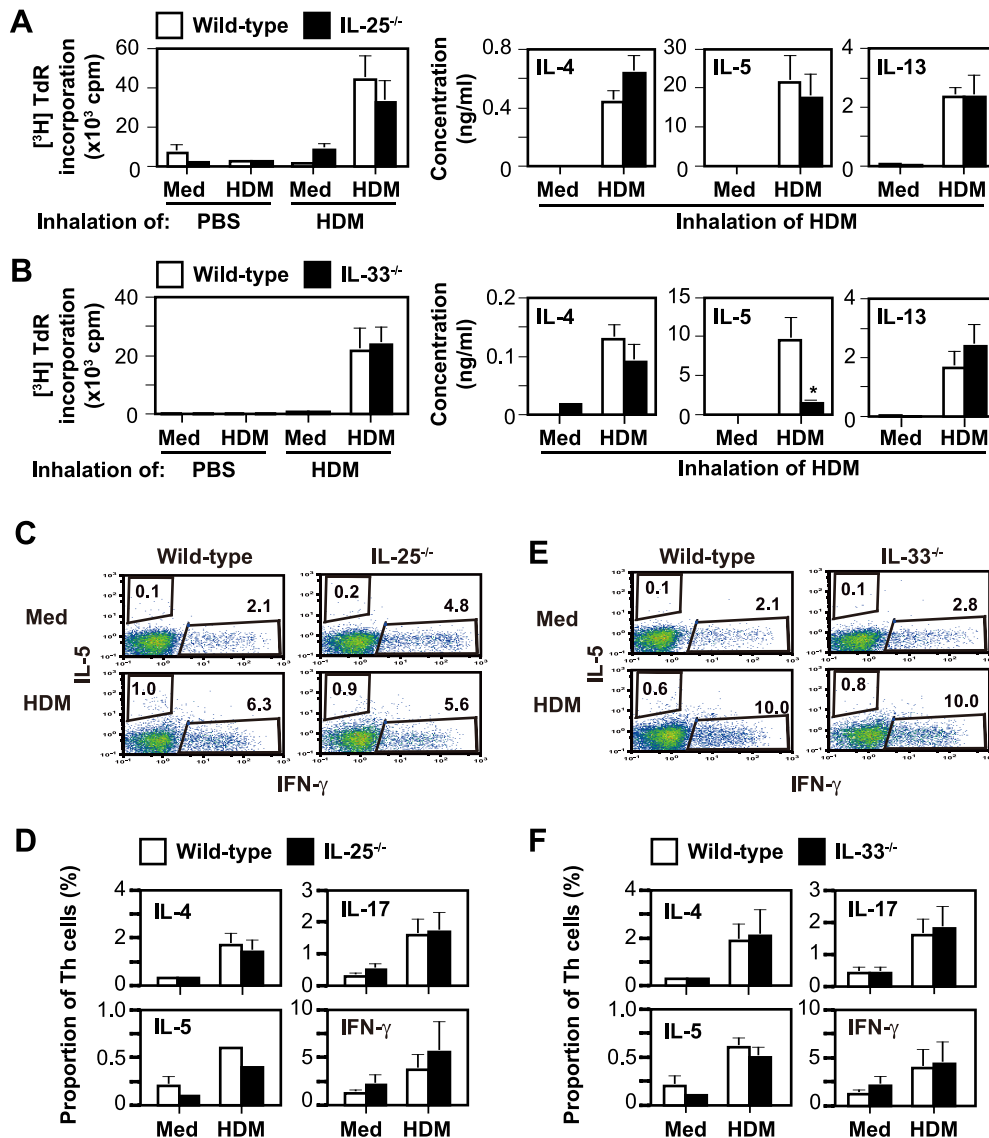 A
Wild-type IL-25-/-
[³H] TdR
incorporation
(x10³ cpm)
60
40
20
0
Med HDM Med HDM
Inhalation of: PBS HDM
Concentration
(ng/ml)
IL-4
0.8
0.4
0
Med HDM
IL-5
30
20
10
0
Med HDM
IL-13
4
2
0
Med HDM
Inhalation of HDM
B
Wild-type IL-33-/-
[³H] TdR
incorporation
(x10³ cpm)
40
20
0
Med HDM Med HDM
Inhalation of: PBS HDM
Concentration
(ng/ml)
IL-4
0.2
0.1
0
Med HDM
IL-5
15
10
5
0
*
Med HDM
IL-13
4
2
0
Med HDM
Inhalation of HDM
C
Wild-type IL-25-/-
Med
0.1 2.1
0.2 4.8
HDM
1.0 6.3
0.9 5.6
IL-5
IFN-γ
E
Wild-type IL-33-/-
Med
0.1 2.1
0.1 2.8
HDM
0.6 10.0
0.8 10.0
IL-5
IFN-γ
D
Wild-type IL-25-/-
Proportion of Th cells (%)
IL-4
4
2
0
IL-17
3
2
1
0
IL-5
1.0
0.5
0
IFN-γ
10
5
0
Med HDM Med HDM
F
Wild-type IL-33-/-
Proportion of Th cells (%)
IL-4
4
2
0
IL-17
3
2
1
0
IL-5
1.0
0.5
0
IFN-γ
10
5
0
Med HDM Med HDM